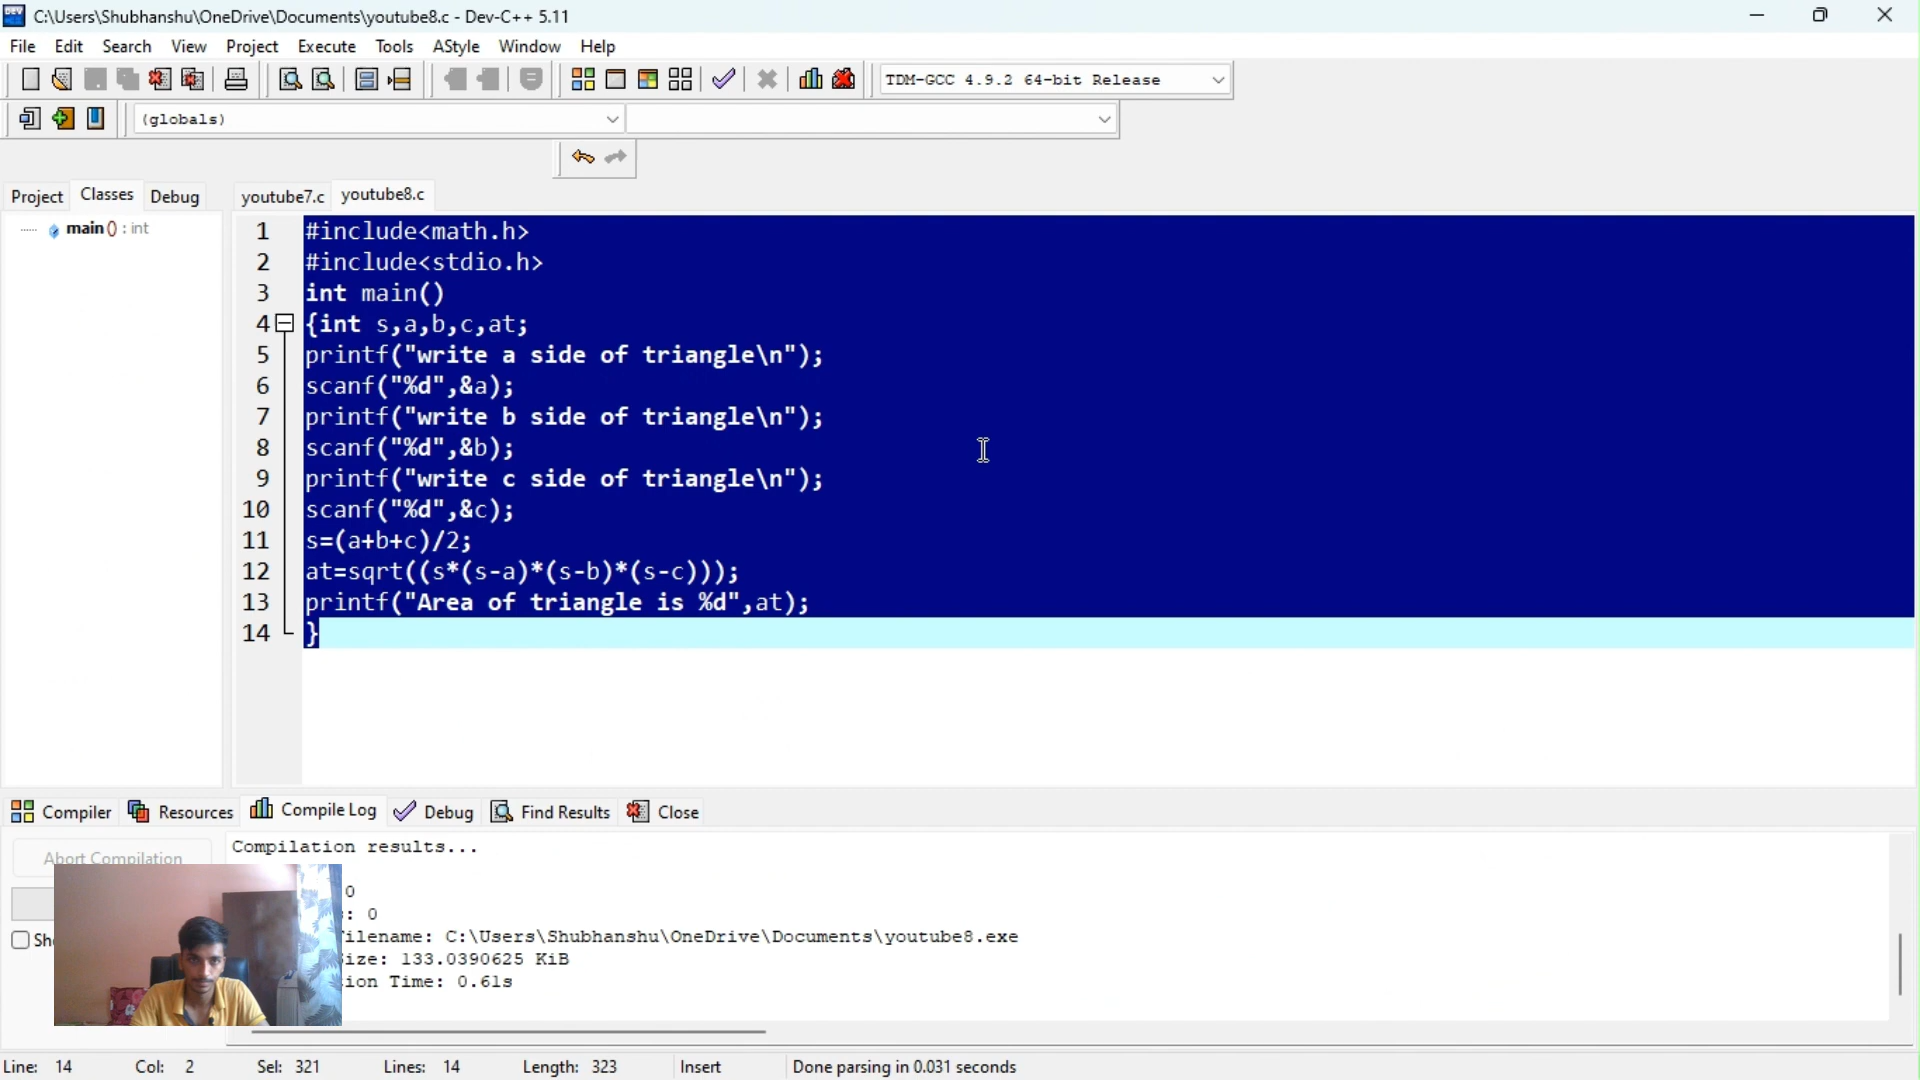 C:\Users\Shubhanshu\OneDrive\Documents\youtube8.c - Dev-C++ 5.11
File Edit Search View Project Execute Tools AStyle Window Help
TDM-GCC 4.9.2 64-bit Release
(globals)
Project Classes Debug youtube7.c youtube8.c
main () : int
1 #include<math.h>
2 #include<stdio.h>
3 int main()
4 {int s,a,b,c,at;
5 printf("write a side of triangle\n");
6 scanf("%d",&a);
7 printf("write b side of triangle\n");
8 scanf("%d",&b);
9 printf("write c side of triangle\n");
10 scanf("%d",&c);
11 s=(a+b+c)/2;
12 at=sqrt((s*(s-a)*(s-b)*(s-c)));
13 printf("Area of triangle is %d",at);
14 }
Compiler Resources Compile Log Debug Find Results Close
Abort Compilation
Compilation results...
0
: 0
ilename: C:\Users\Shubhanshu\OneDrive\Documents\youtube8.exe
ize: 133.0390625 KiB
ion Time: 0.61s
Line: 14 Col: 2 Sel: 321 Lines: 14 Length: 323 Insert Done parsing in 0.031 seconds